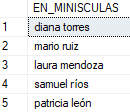 EN_MINISCULAS
1 diana torres
2 mario ruiz
3 laura mendoza
4 samuel ríos
5 patricia león